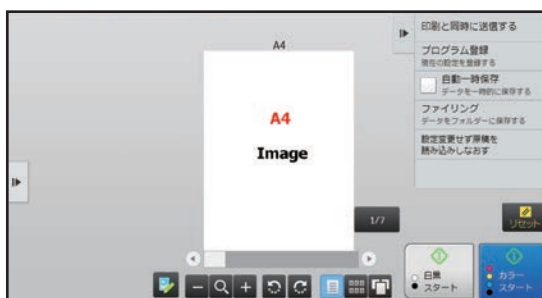 A4
A4
Image
1/7
印刷と同時に送信する
プログラム登録
現在の設定を登録する
自動一時保存
データを一時的に保存する
ファイリング
データをフォルダーに保存する
設定変更せず原稿を
読み込みしなおす
リセット
白黒
スタート
カラー
スタート